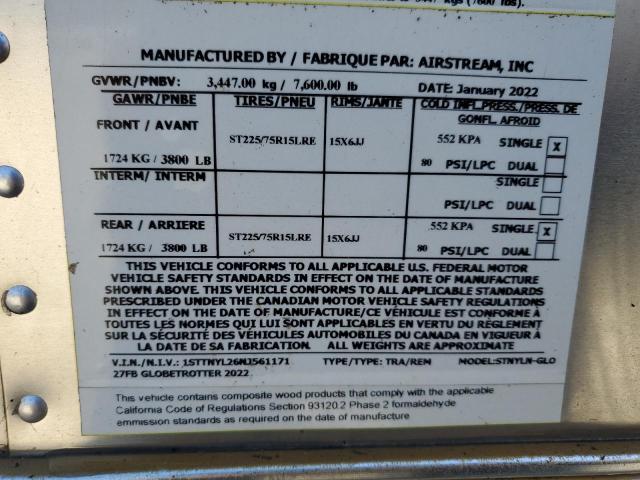 kgs (7600 lbs).
MANUFACTURED BY / FABRIQUE PAR: AIRSTREAM, INC
GVWR/PNBV: 3,447.00 kg / 7,600.00 lb DATE: January 2022
GAWR/PNBE TIRES/PNEU RIMS/JANTE COLD INFL.PRESS./PRESS. DE
GONFL. AFROID
FRONT / AVANT
ST225/75R15LRE 15X6JJ 552 KPA SINGLE X
1724 KG / 3800 LB 80 PSI/LPC DUAL
INTERM/ INTERM SINGLE
PSI/LPC DUAL
REAR / ARRIERE ST225/75R15LRE 15X6JJ 552 KPA SINGLE X
1724 KG / 3800 LB 80 PSI/LPC DUAL
THIS VEHICLE CONFORMS TO ALL APPLICABLE U.S. FEDERAL MOTOR
VEHICLE SAFETY STANDARDS IN EFFECT ON THE DATE OF MANUFACTURE
SHOWN ABOVE. THIS VEHICLE CONFORMS TO ALL APPLICABLE STANDARDS
PRESCRIBED UNDER THE CANADIAN MOTOR VEHICLE SAFETY REGULATIONS
IN EFFECT ON THE DATE OF MANUFACTURE/CE VÉHICULE EST CONFORME À
TOUTES LES NORMES QUI LUI SONT APPLICABLES EN VERTU DU RÈGLEMENT
SUR LA SÉCURITÉ DES VÉHICULES AUTOMOBILES DU CANADA EN VIGUEUR À
LA DATE DE SA FABRICATION. ALL WEIGHTS ARE APPROXIMATE
V.I.N./N.I.V.: 1STTNYL26NJ561171 TYPE/TYPE: TRA/REM MODEL:STNYLN-GLO
27FB GLOBETROTTER 2022
This vehicle contains composite wood products that comply with the applicable
California Code of Regulations Section 93120.2 Phase 2 formaldehyde
emmission standards as required on the date of manufacture